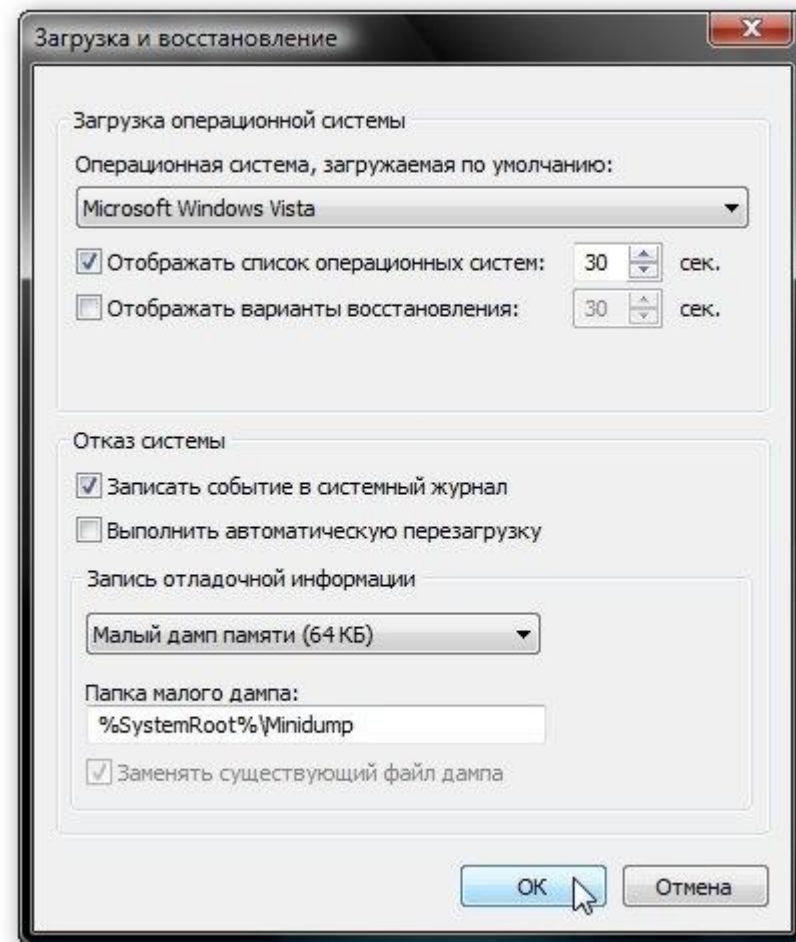 Загрузка и восстановление
Загрузка операционной системы
Операционная система, загружаемая по умолчанию:
Microsoft Windows Vista
Отображать список операционных систем: 30 сек.
Отображать варианты восстановления: 30 сек.
Отказ системы
Записать событие в системный журнал
Выполнить автоматическую перезагрузку
Запись отладочной информации
Малый дамп памяти (64 КБ)
Папка малого дампа:
%SystemRoot%\Minidump
Заменять существующий файл дампа
ОК Отмена